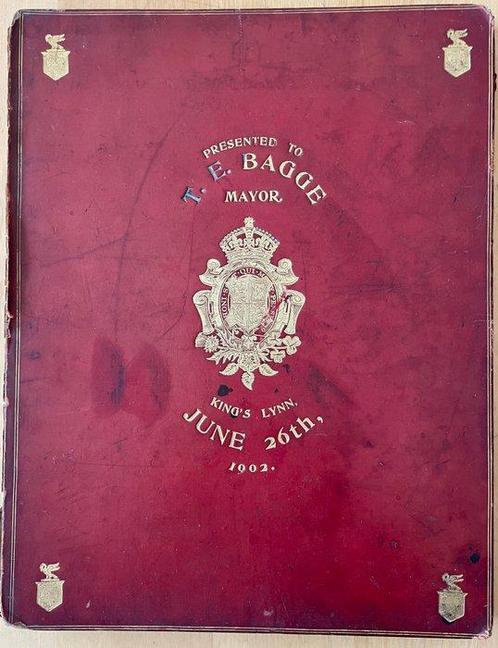 PRESENTED TO
T. E. BAGGE
MAYOR.
KING'S LYNN,
JUNE 26th,
1902.